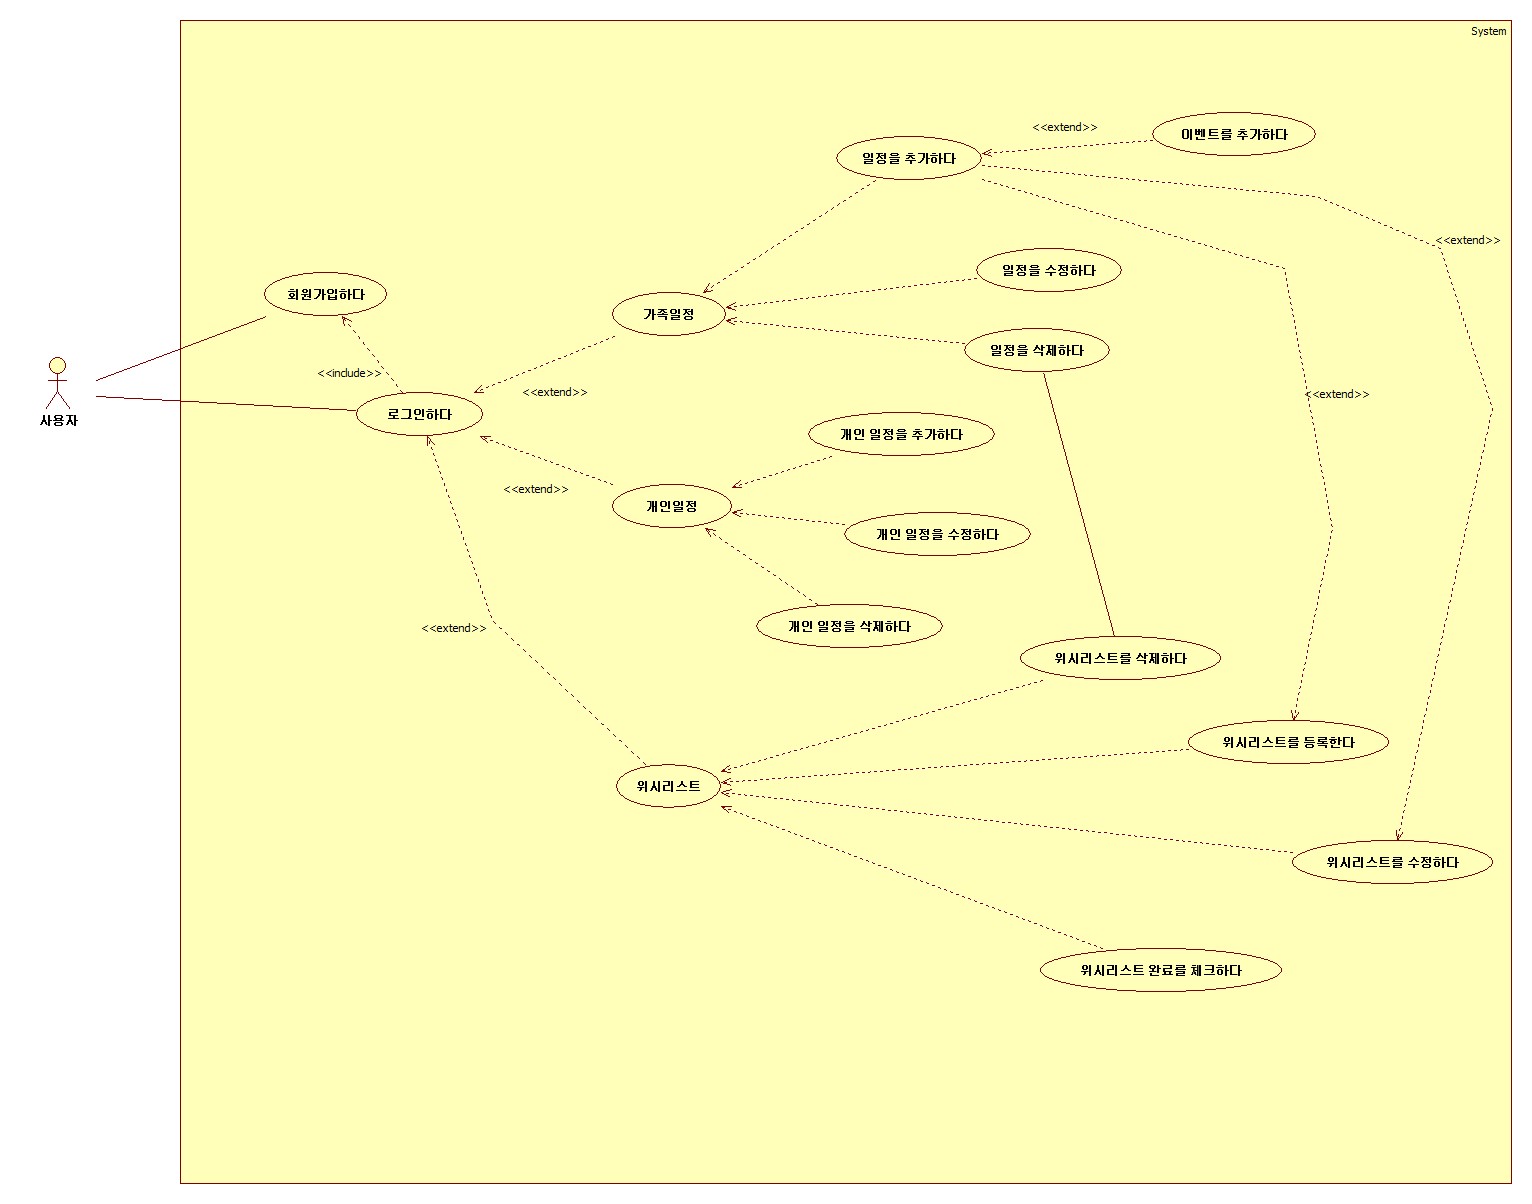 System
<<extend>>
이벤트를 추가하다
일정을 추가하다
<<extend>>
일정을 수정하다
회원가입하다
가족일정
일정을 삭제하다
<<include>>
<<extend>>
<<extend>>
사용자
로그인하다
개인 일정을 추가하다
<<extend>>
개인일정
개인 일정을 수정하다
<<extend>>
개인 일정을 삭제하다
위시리스트를 삭제하다
위시리스트를 등록한다
위시리스트
위시리스트를 수정하다
위시리스트 완료를 체크하다